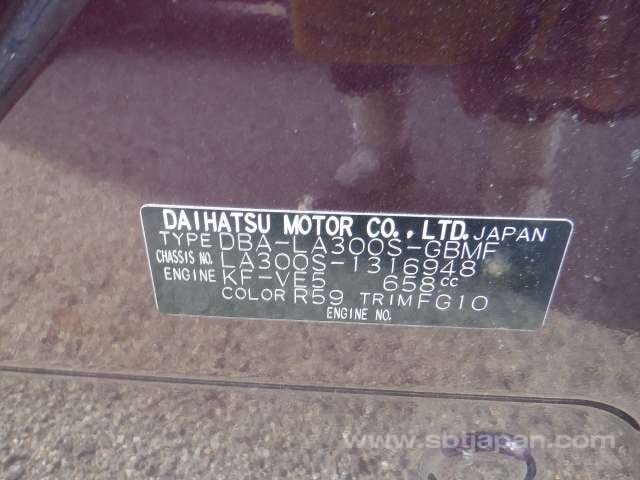 DAIHATSU MOTOR CO., LTD. JAPAN
TYPE DBA-LA300S-GBMF
CHASSIS NO. LA300S-1316948
ENGINE KF-VE5 658cc
COLOR R59 TRIM FG10
ENGINE NO.
www.sbtjapan.com